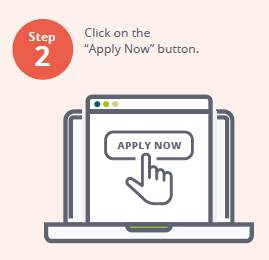 Step
2
Click on the
“Apply Now” button.
APPLY NOW